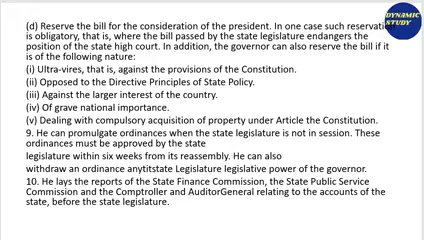 DYNAMIC
STUDY
(d) Reserve the bill for the consideration of the president. In one case such reservati
is obligatory, that is, where the bill passed by the state legislature endangers the
position of the state high court. In addition, the governor can also reserve the bill if it
is of the following nature:
(i) Ultra-vires, that is, against the provisions of the Constitution.
(ii) Opposed to the Directive Principles of State Policy.
(iii) Against the larger interest of the country.
(iv) Of grave national importance.
(v) Dealing with compulsory acquisition of property under Article the Constitution.
9. He can promulgate ordinances when the state legislature is not in session. These
ordinances must be approved by the state
legislature within six weeks from its reassembly. He can also
withdraw an ordinance anytitstate Legislature legislative power of the governor.
10. He lays the reports of the State Finance Commission, the State Public Service
Commission and the Comptroller and AuditorGeneral relating to the accounts of the
state, before the state legislature.